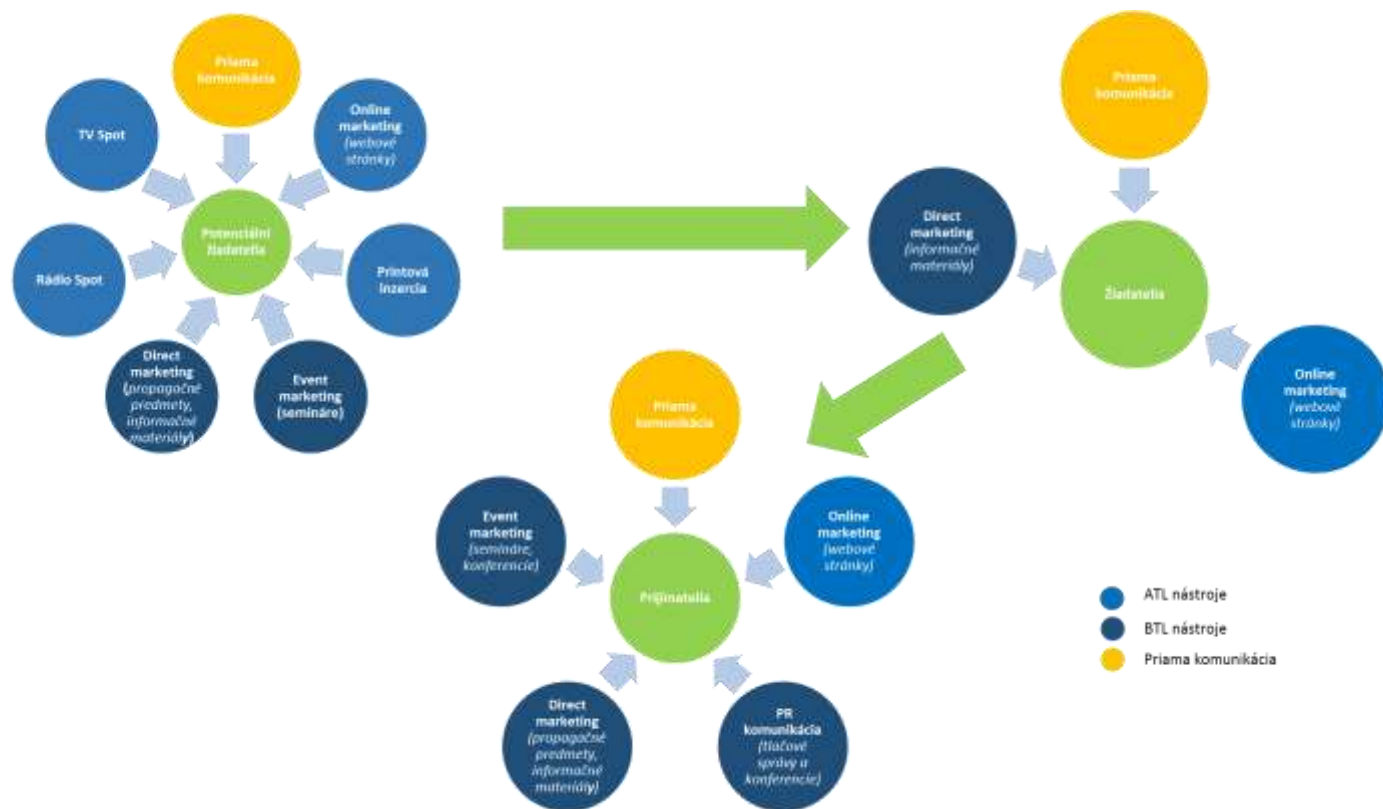 Priama
komunikácia
TV Spot
Online
marketing
(webové
stránky)
Potenciálni
žiadatelia
Rádio Spot
Printová
inzercia
Direct
marketing
(propagačné
predmety,
informačné
materiály)
Event
marketing
(semináre)
Priama
komunikácia
Direct
marketing
(informačné
materiály)
Žiadatelia
Online
marketing
(webové
stránky)
Priama
komunikácia
Event
marketing
(semináre,
konferencie)
Online
marketing
(webové
stránky)
Prijímatelia
Direct
marketing
(propagačné
predmety,
informačné
materiály)
PR
komunikácia
(tlačové
správy a
konferencie)
ATL nástroje
BTL nástroje
Priama komunikácia